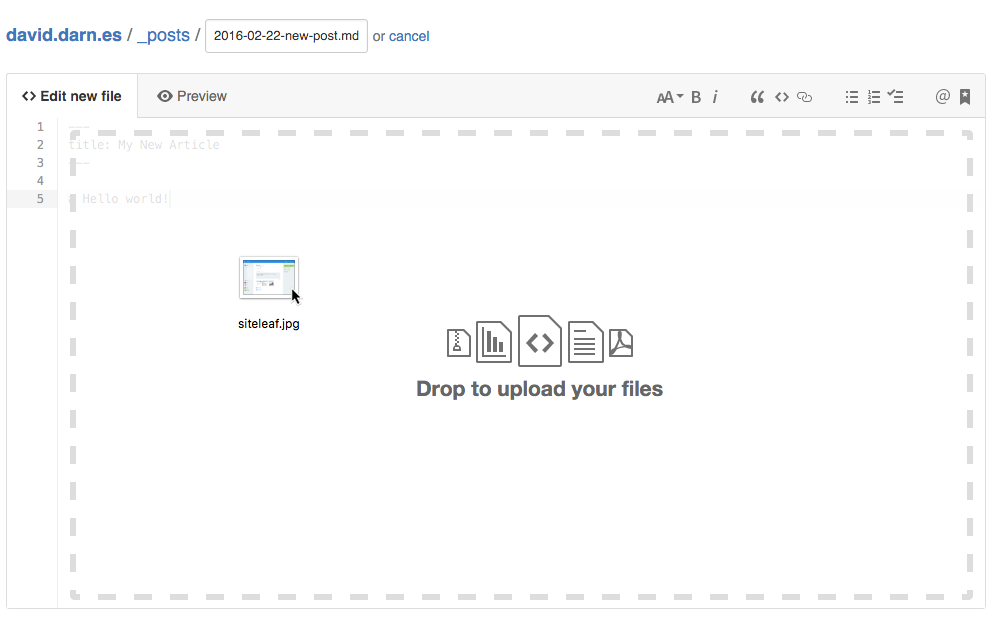 david.darn.es / _posts / 2016-02-22-new-post.md or cancel
<> Edit new file Preview AA B i “ <> @
1 ---
2 title: My New Article
3 ---
4
5 Hello world!
siteleaf.jpg
Drop to upload your files